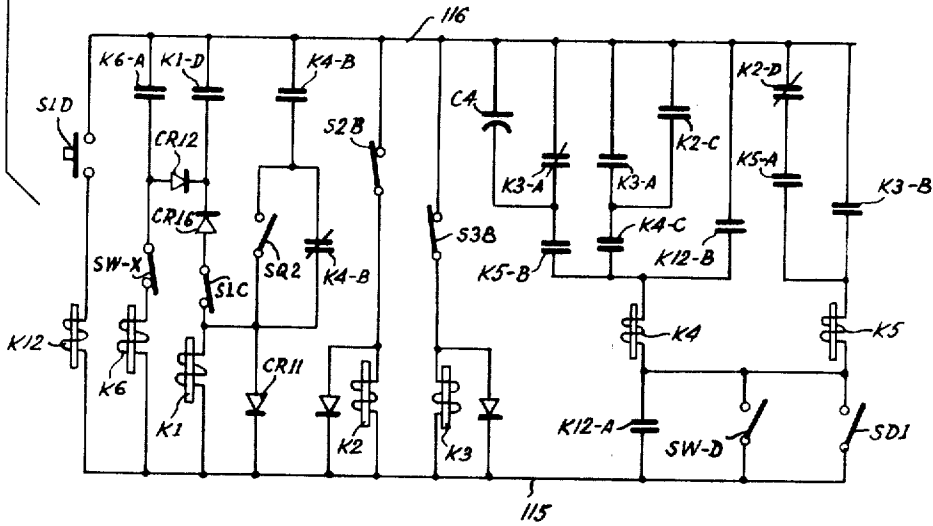 116
K6-A
K1-D
K4-B
S1D
CR12
S2B
C4
K2-D
K2-C
K3-A
K3-A
K5-A
K3-B
CR16
SW-X
S1C
SQ2
K4-B
S3B
K5-B
K4-C
K12-B
K12
K6
K1
CR11
K2
K3
K4
K5
K12-A
SW-D
SD1
115